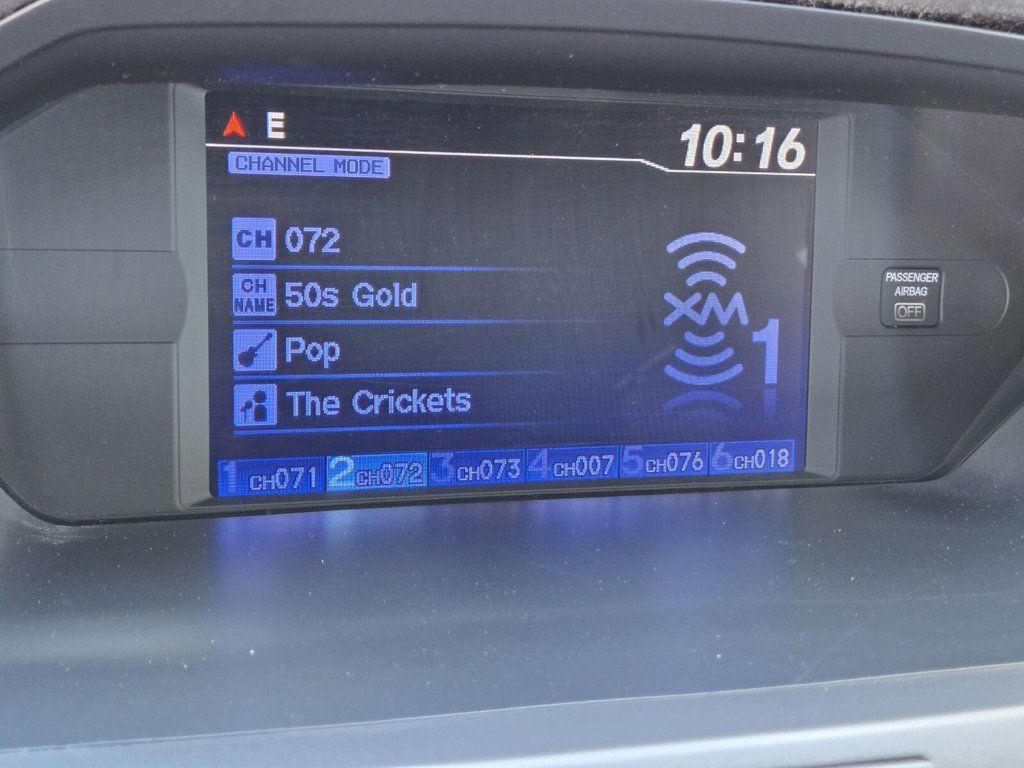 E
10:16
CHANNEL MODE
CH 072
CH NAME 50s Gold
Pop
The Crickets
XM 1
1 CH071 2 CH072 3 CH073 4 CH007 5 CH076 6 CH018
PASSENGER
AIRBAG
OFF